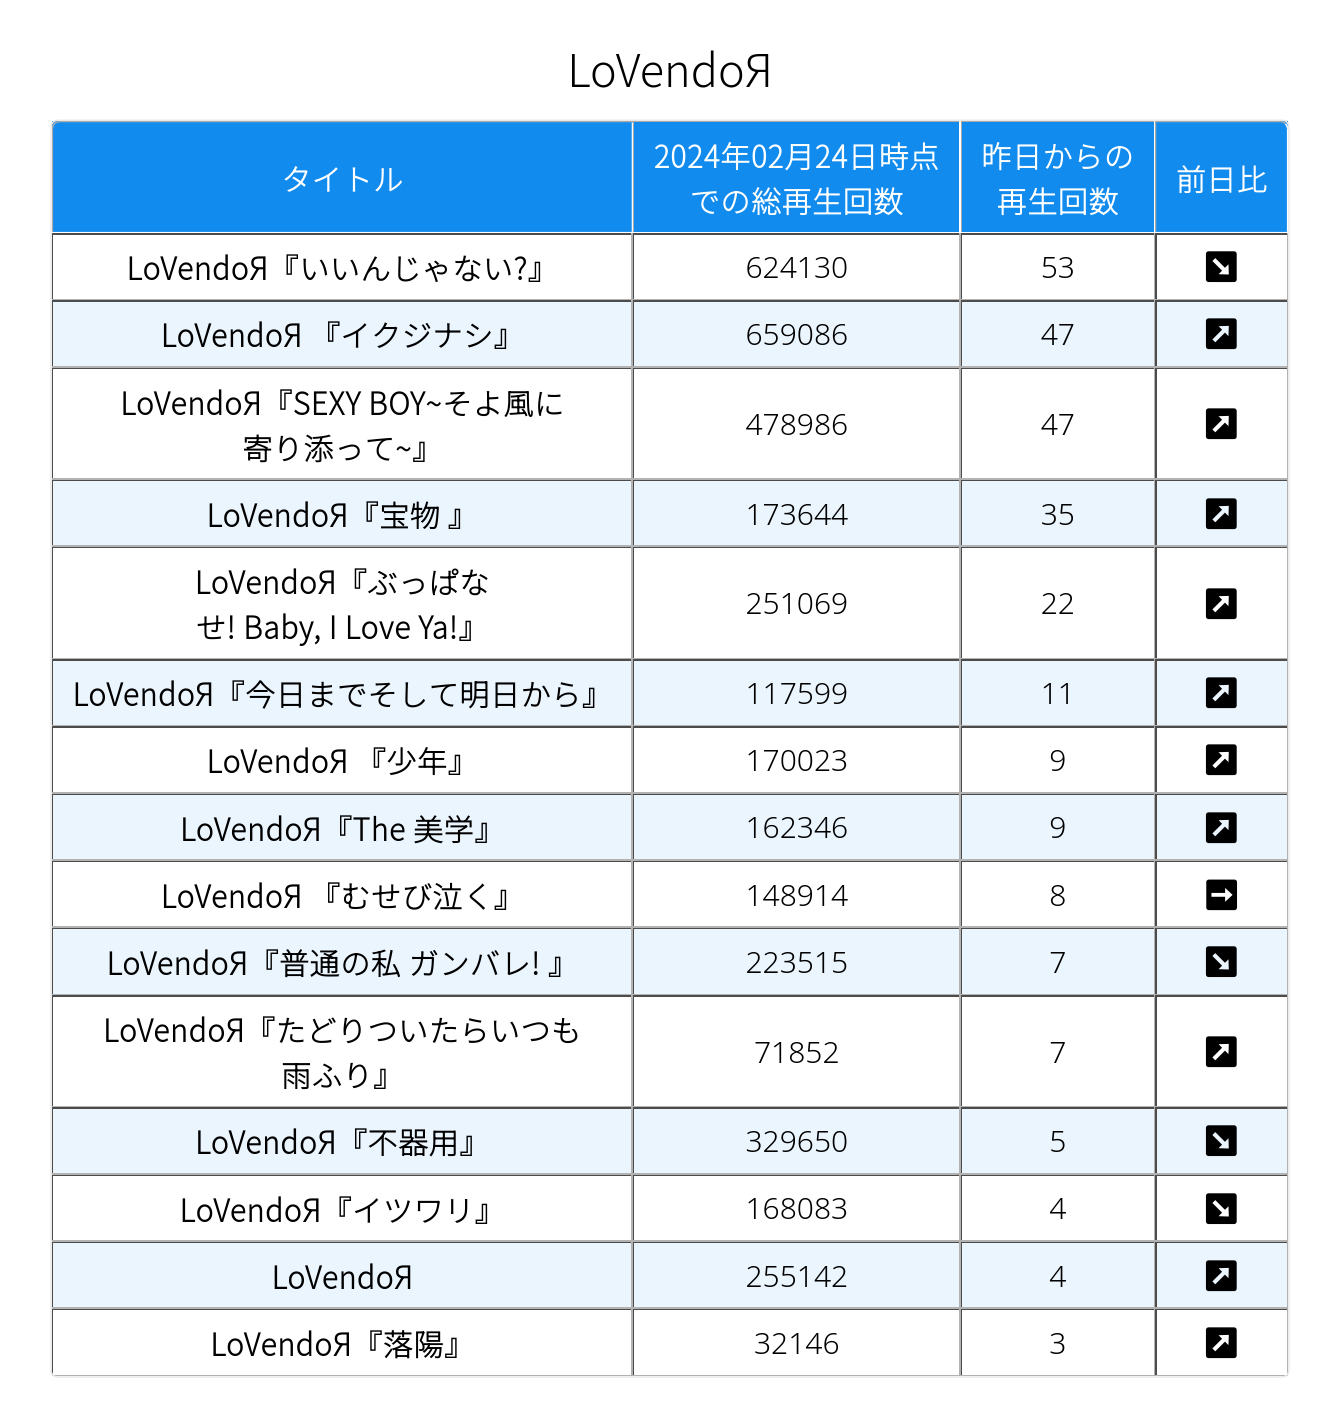 LoVendoЯ
タイトル
2024年02月24日時点
での総再生回数
昨日からの
再生回数
前日比
LoVendoЯ『いいんじゃない?』
624130
53
LoVendoЯ 『イクジナシ』
659086
47
LoVendoЯ『SEXY BOY~そよ風に
寄り添って~』
478986
47
LoVendoЯ『宝物 』
173644
35
LoVendoЯ『ぶっぱな
せ! Baby, I Love Ya!』
251069
22
LoVendoЯ『今日までそして明日から』
117599
11
LoVendoЯ 『少年』
170023
9
LoVendoЯ『The 美学』
162346
9
LoVendoЯ 『むせび泣く』
148914
8
LoVendoЯ『普通の私 ガンバレ! 』
223515
7
LoVendoЯ『たどりついたらいつも
雨ふり』
71852
7
LoVendoЯ『不器用』
329650
5
LoVendoЯ『イツワリ』
168083
4
LoVendoЯ
255142
4
LoVendoЯ『落陽』
32146
3